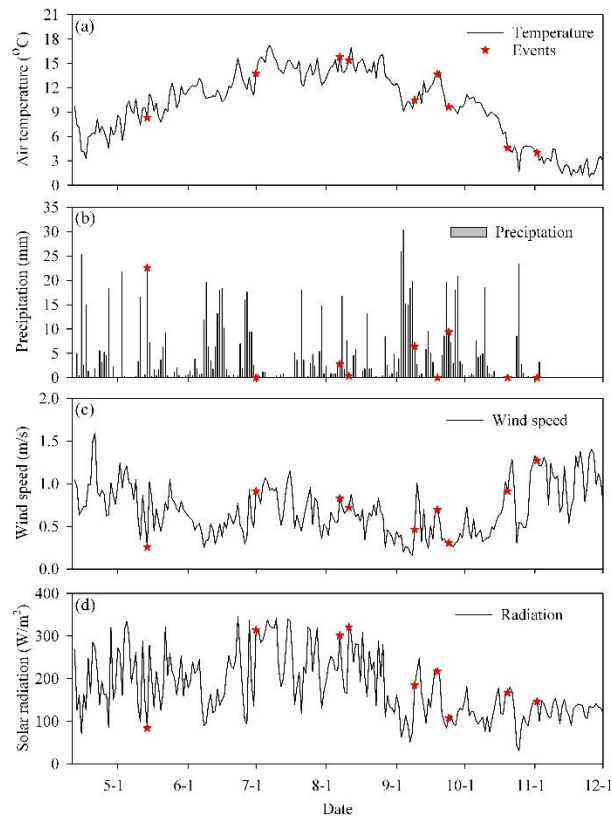 (a)
Temperature
Events
Air temperature (°C)
21
18
15
12
9
6
3
0
(b)
Preciptation
Precipitation (mm)
35
30
25
20
15
10
5
0
(c)
Wind speed
Wind speed (m/s)
2.0
1.5
1.0
0.5
0.0
(d)
Radiation
Solar radiation (W/m²)
400
300
200
100
0
5-1 6-1 7-1 8-1 9-1 10-1 11-1 12-1
Date